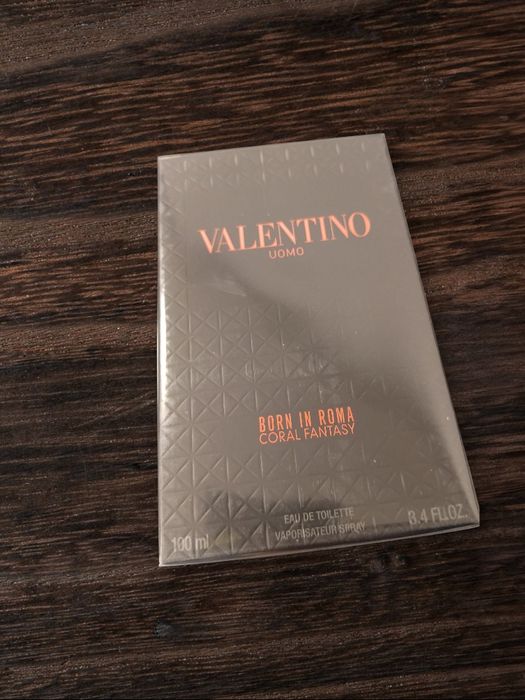 VALENTINO
UOMO
BORN IN ROMA
CORAL FANTASY
EAU DE TOILETTE
VAPORISATEUR SPRAY
100 ml
3.4 FL.OZ.